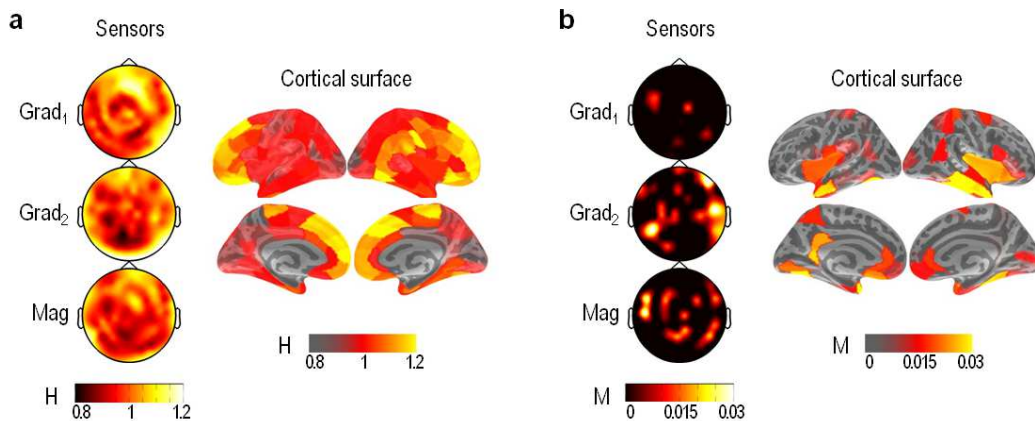 a
Sensors
Cortical surface
Grad1
Grad2
Mag
H
0.8 1 1.2
H
0.8 1 1.2
b
Sensors
Cortical surface
Grad1
Grad2
Mag
M
0 0.015 0.03
M
0 0.015 0.03